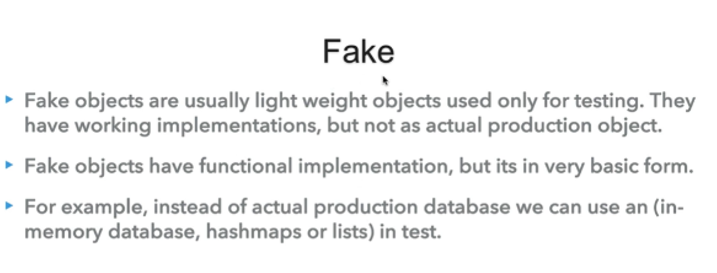 Fake
Fake objects are usually light weight objects used only for testing. They
have working implementations, but not as actual production object.
Fake objects have functional implementation, but its in very basic form.
For example, instead of actual production database we can use an (in-
memory database, hashmaps or lists) in test.